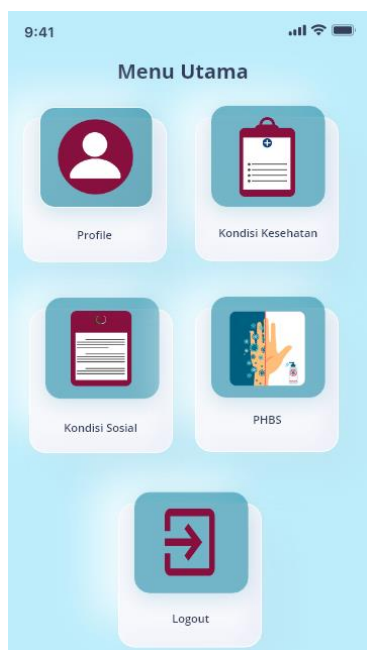 9:41
Menu Utama
Profile
Kondisi Kesehatan
Kondisi Sosial
PHBS
Logout